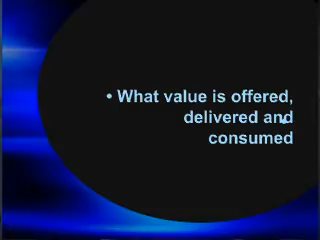 • What value is offered,
delivered and
consumed